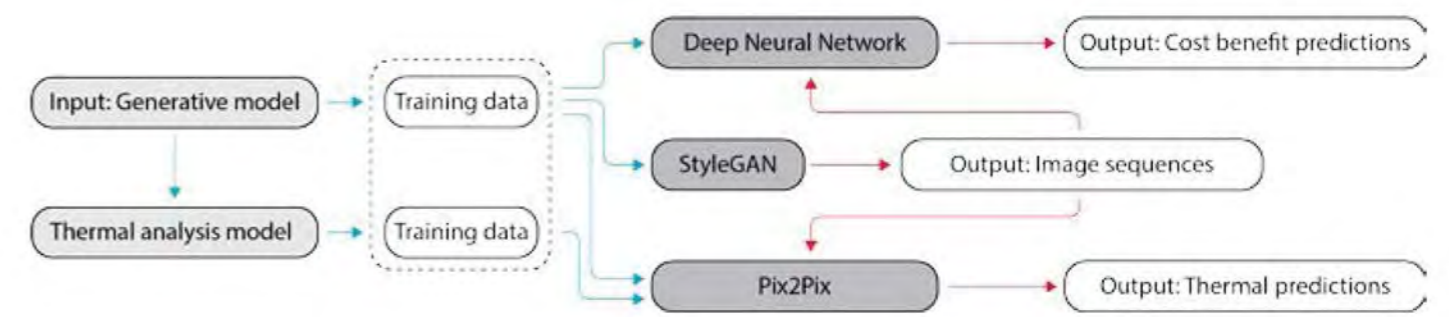 Deep Neural Network
Output: Cost benefit predictions
Input: Generative model
Training data
StyleGAN
Output: Image sequences
Thermal analysis model
Training data
Pix2Pix
Output: Thermal predictions